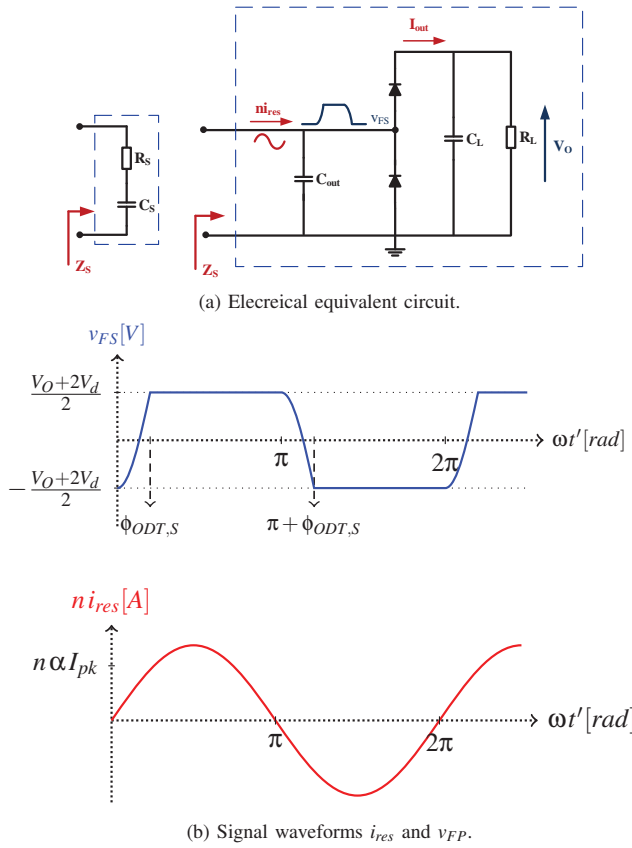 I_out
ni_res
v_FS
R_S
C_S
C_out
C_L
R_L
V_O
Z_S
Z_S
(a) Elecreical equivalent circuit.
v_FS[V]
(V_O+2V_d)/2
ωt′[rad]
π
2π
−(V_O+2V_d)/2
ϕ_ODT,S
π+ϕ_ODT,S
n i_res[A]
nαI_pk
ωt′[rad]
π
2π
(b) Signal waveforms i_res and v_FP.